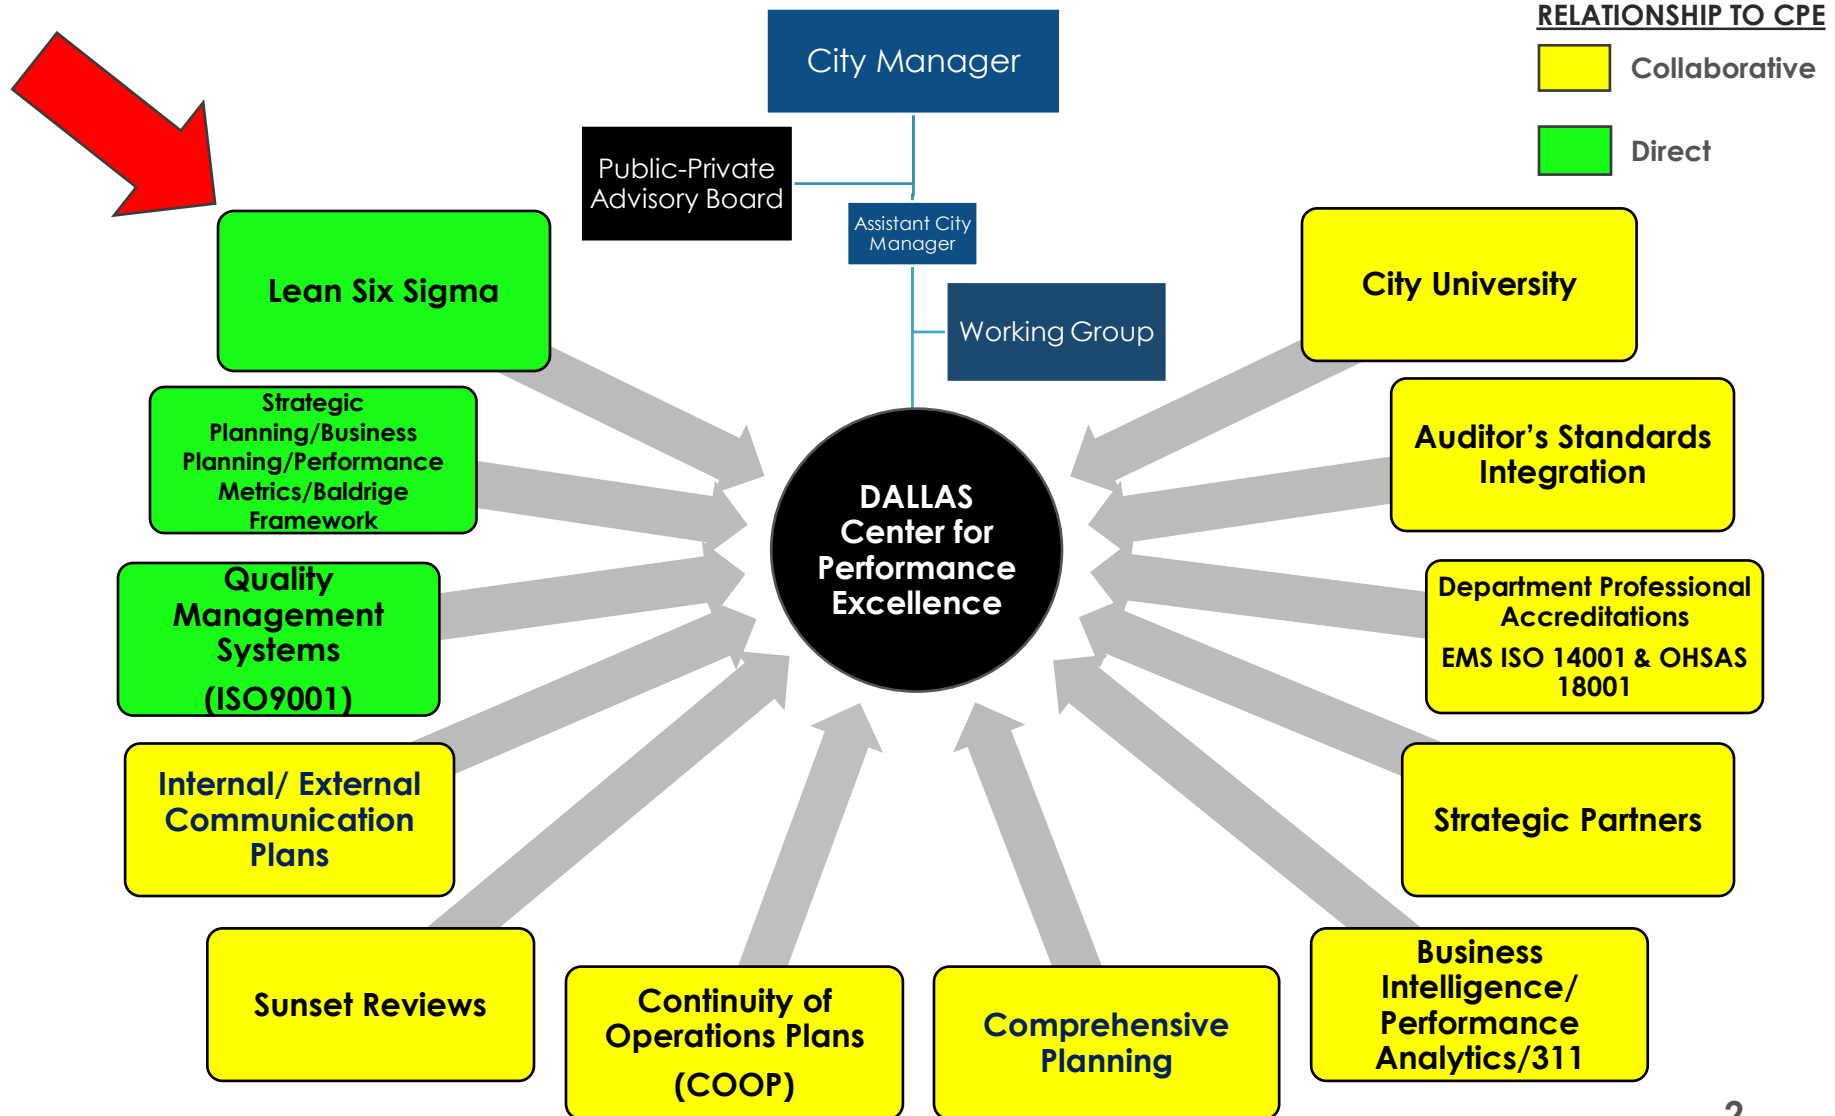 RELATIONSHIP TO CPE
Collaborative
Direct
City Manager
Public-Private
Advisory Board
Assistant City
Manager
Working Group
Lean Six Sigma
Strategic
Planning/Business
Planning/Performance
Metrics/Baldrige
Framework
Quality
Management
Systems
(ISO9001)
Internal/ External
Communication
Plans
Sunset Reviews
Continuity of
Operations Plans
(COOP)
Comprehensive
Planning
Business
Intelligence/
Performance
Analytics/311
Strategic Partners
Department Professional
Accreditations
EMS ISO 14001 & OHSAS
18001
Auditor’s Standards
Integration
City University
DALLAS
Center for
Performance
Excellence
2